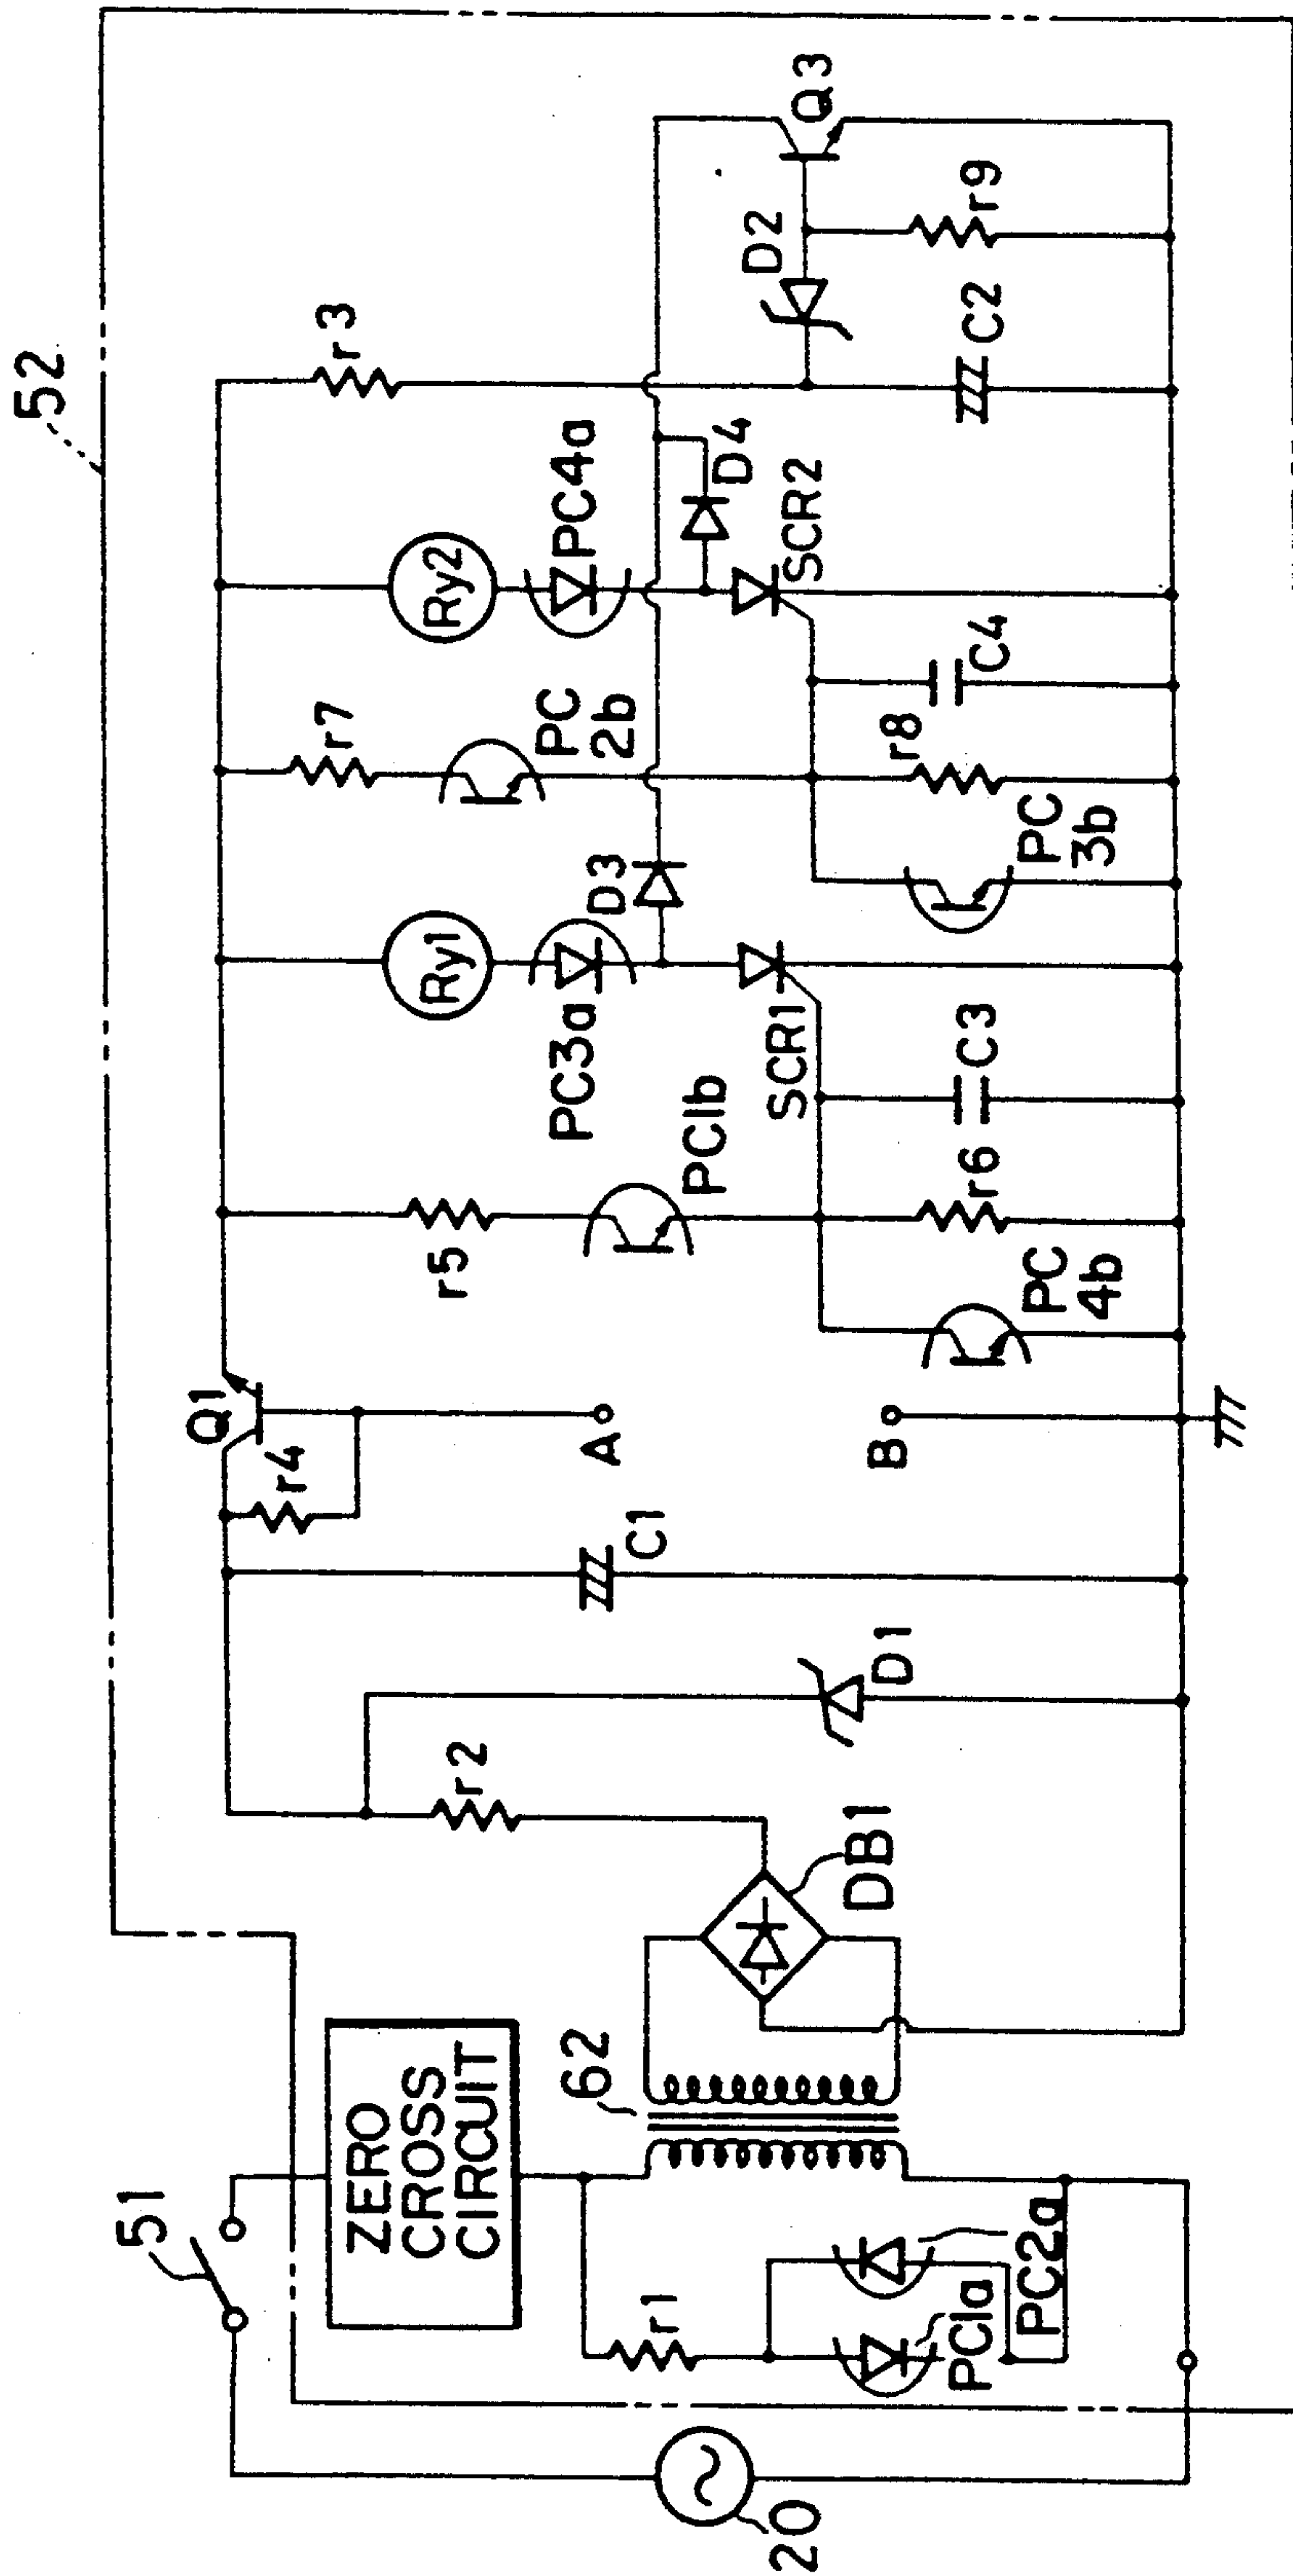 52
51
ZERO
CROSS
CIRCUIT
20
r1
PC1a
PC2a
62
DB1
r2
D1
C1
r4
Q1
A
B
r5
PC1b
PC
4b
r6
C3
SCR1
PC3a
Ry1
D3
PC
3b
r7
PC
2b
r8
C4
Ry2
PC4a
SCR2
D4
r3
C2
D2
r9
Q3